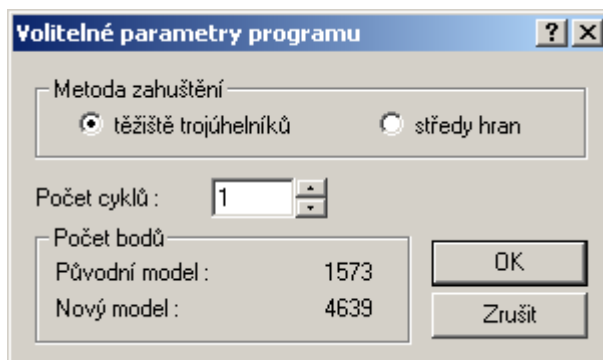 Volitelné parametry programu
Metoda zahuštění
těžiště trojúhelníků středy hran
Počet cyklů : 1
Počet bodů
Původní model : 1573
Nový model : 4639
OK
Zrušit